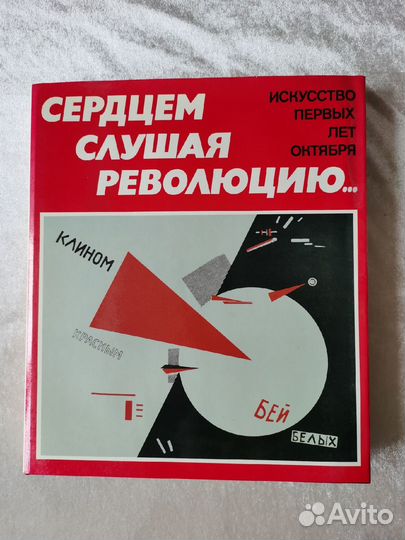 СЕРДЦЕМ
СЛУШАЯ
РЕВОЛЮЦИЮ...
ИСКУССТВО
ПЕРВЫХ
ЛЕТ
ОКТЯБРЯ
КЛИНОМ
КРАСНЫМ
БЕЙ
БЕЛЫХ
Avito